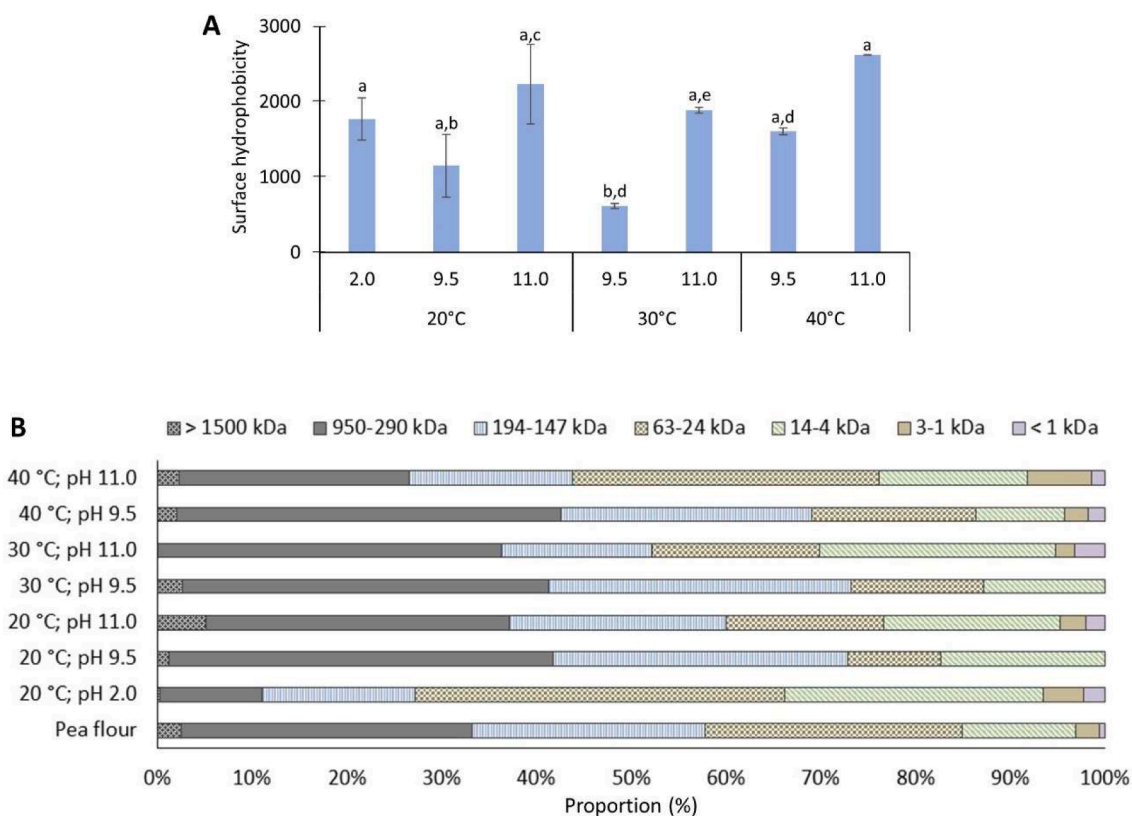 A
Surface hydrophobicity
3000
2000
1000
0
a
a,b
a,c
b,d
a,e
a,d
a
2.0 9.5 11.0 9.5 11.0 9.5 11.0
20°C 30°C 40°C
B
> 1500 kDa 950-290 kDa 194-147 kDa 63-24 kDa 14-4 kDa 3-1 kDa < 1 kDa
40 °C; pH 11.0
40 °C; pH 9.5
30 °C; pH 11.0
30 °C; pH 9.5
20 °C; pH 11.0
20 °C; pH 9.5
20 °C; pH 2.0
Pea flour
0% 10% 20% 30% 40% 50% 60% 70% 80% 90% 100%
Proportion (%)